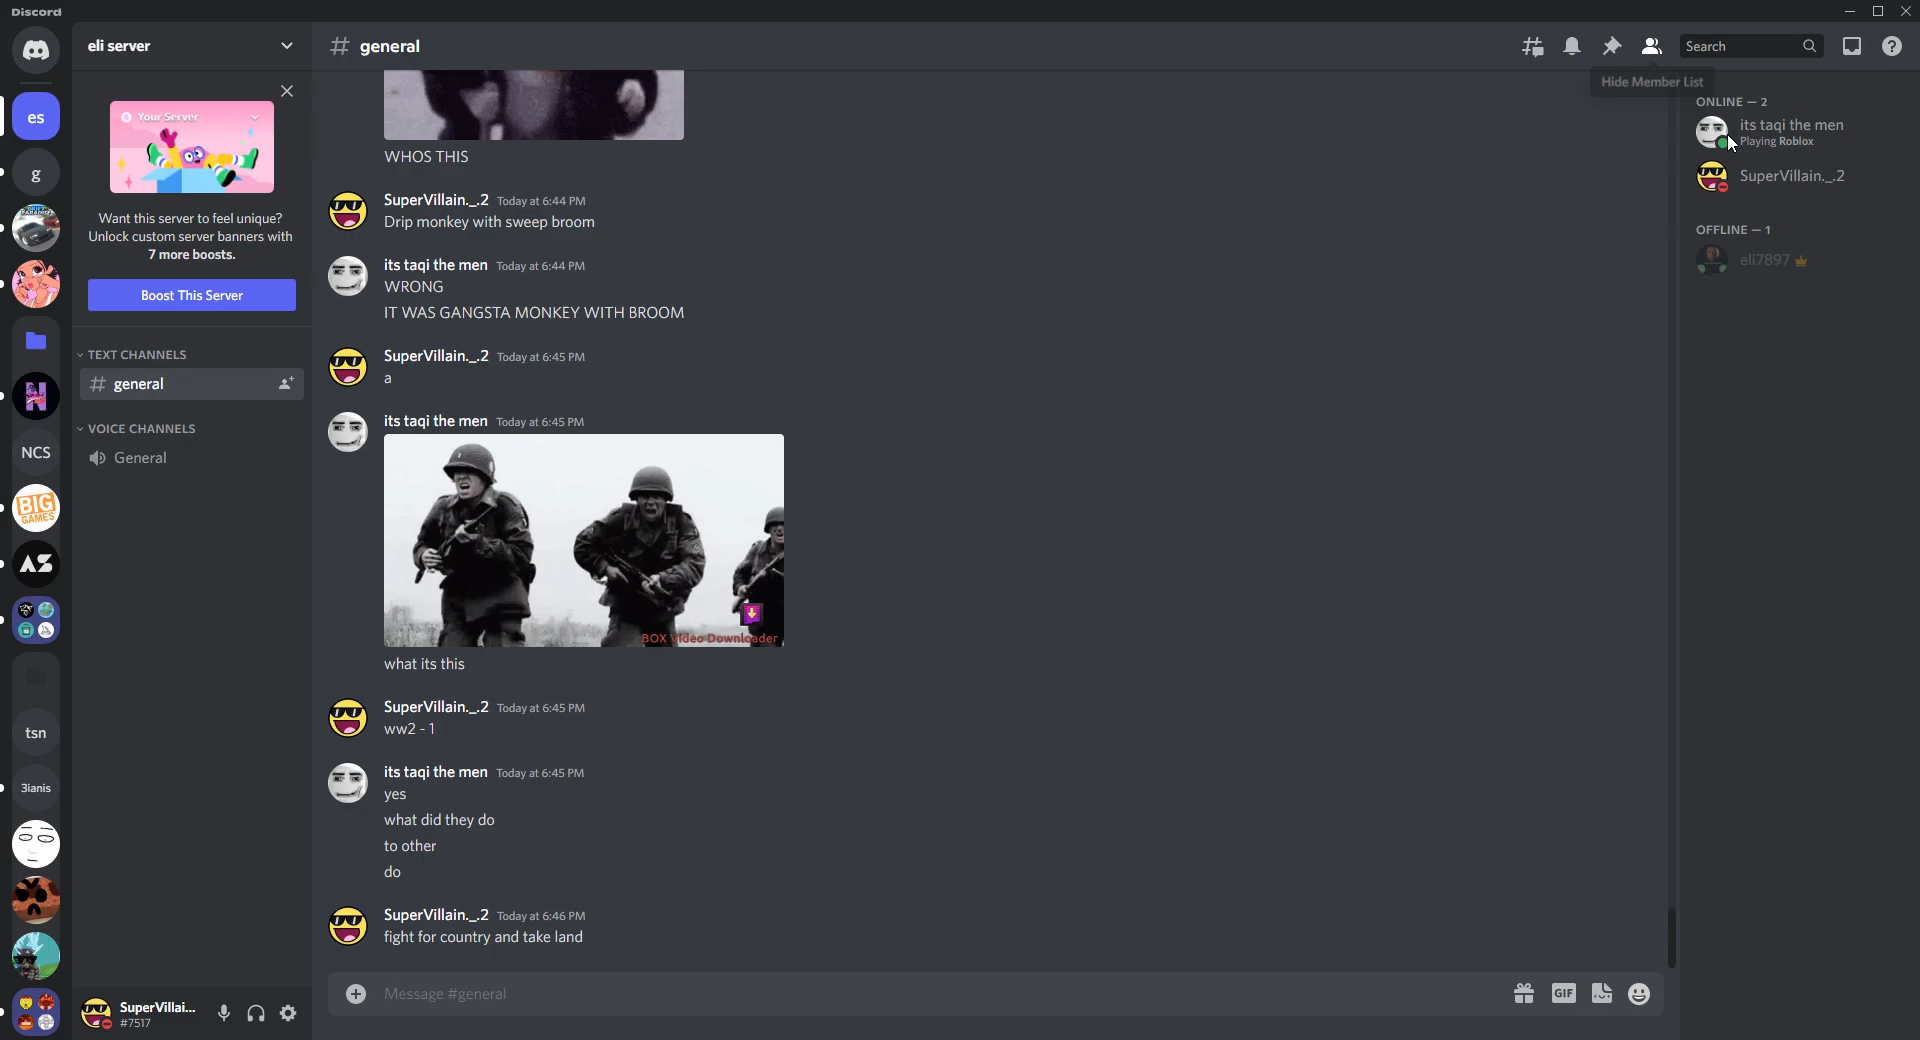 Discord
eli server
general
Search
Hide Member List
es
g
NCS
BIG
GAMES
tsn
3ianis
Your Server
Want this server to feel unique?
Unlock custom server banners with
7 more boosts.
Boost This Server
TEXT CHANNELS
general
VOICE CHANNELS
General
SuperVillai...
#7517
WHOS THIS
SuperVillain._.2 Today at 6:44 PM
Drip monkey with sweep broom
its taqi the men Today at 6:44 PM
WRONG
IT WAS GANGSTA MONKEY WITH BROOM
SuperVillain._.2 Today at 6:45 PM
a
its taqi the men Today at 6:45 PM
BOX Video Downloader
what its this
SuperVillain._.2 Today at 6:45 PM
ww2 - 1
its taqi the men Today at 6:45 PM
yes
what did they do
to other
do
SuperVillain._.2 Today at 6:46 PM
fight for country and take land
Message #general
GIF
ONLINE — 2
its taqi the men
Playing Roblox
SuperVillain._.2
OFFLINE — 1
eli7897